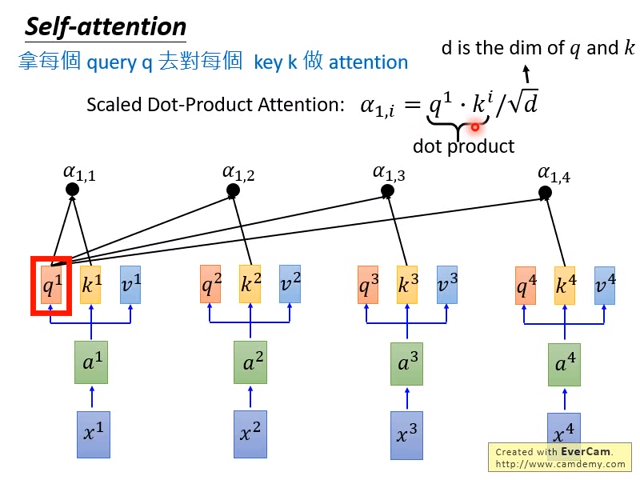 Self-attention
拿每個 query q 去對每個 key k 做 attention
d is the dim of q and k
Scaled Dot-Product Attention: α₁,ᵢ = q¹ · kⁱ/√d
dot product
α₁,₁ α₁,₂ α₁,₃ α₁,₄
q¹ k¹ v¹ q² k² v² q³ k³ v³ q⁴ k⁴ v⁴
a¹ a² a³ a⁴
x¹ x² x³ x⁴
Created with EverCam.
http://www.camdemy.com